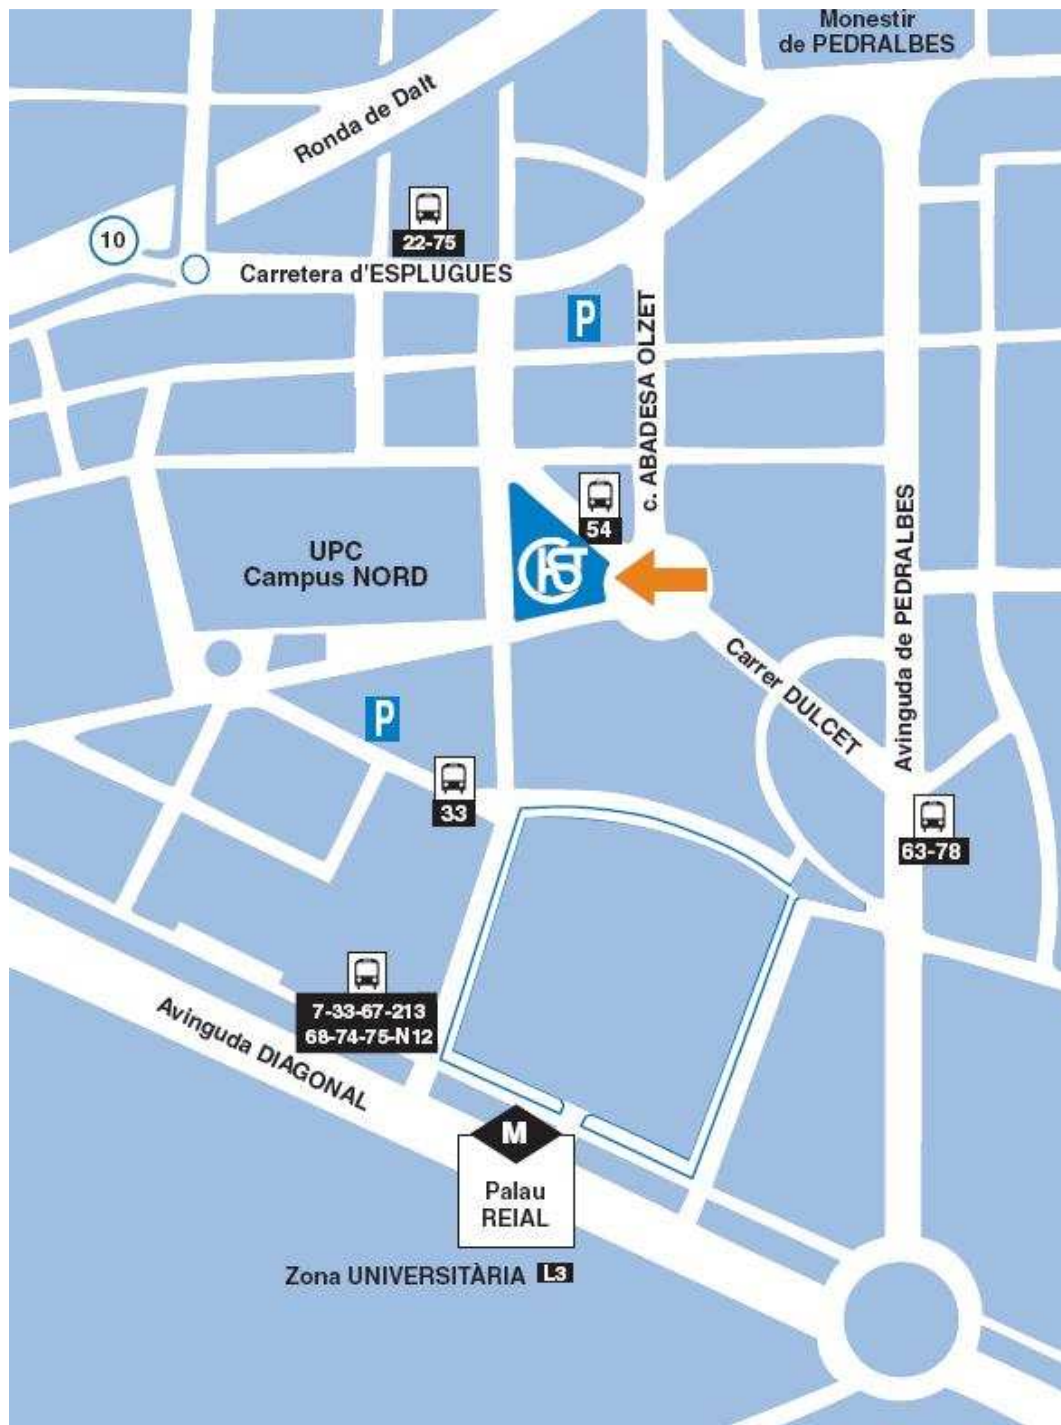 Monestir
de PEDRALBES
Ronda de Dalt
10
22-75
Carretera d'ESPLUGUES
P
c. ABADESA OLZET
54
UPC
Campus NORD
Avinguda de PEDRALBES
Carrer DULCET
P
33
63-78
7-33-67-213
68-74-75-N12
Avinguda DIAGONAL
M
Palau
REIAL
Zona UNIVERSITÀRIA L3